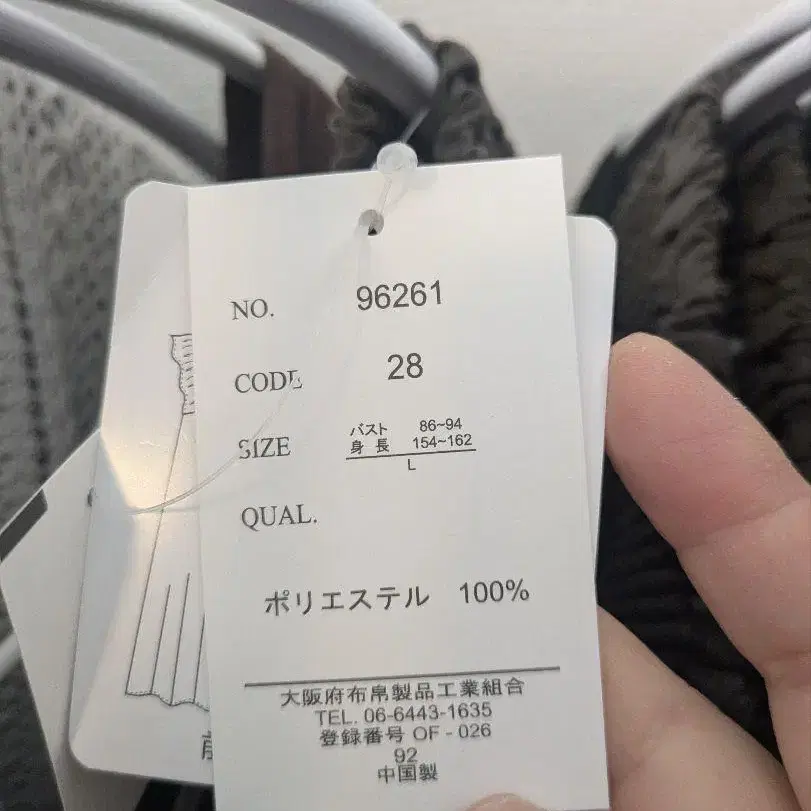 NO. 96261
CODE 28
SIZE バスト 86~94
身長 154~162
L
QUAL.
ポリエステル 100%
大阪府布帛製品工業組合
TEL. 06-6443-1635
登録番号 OF-026
92
中国製